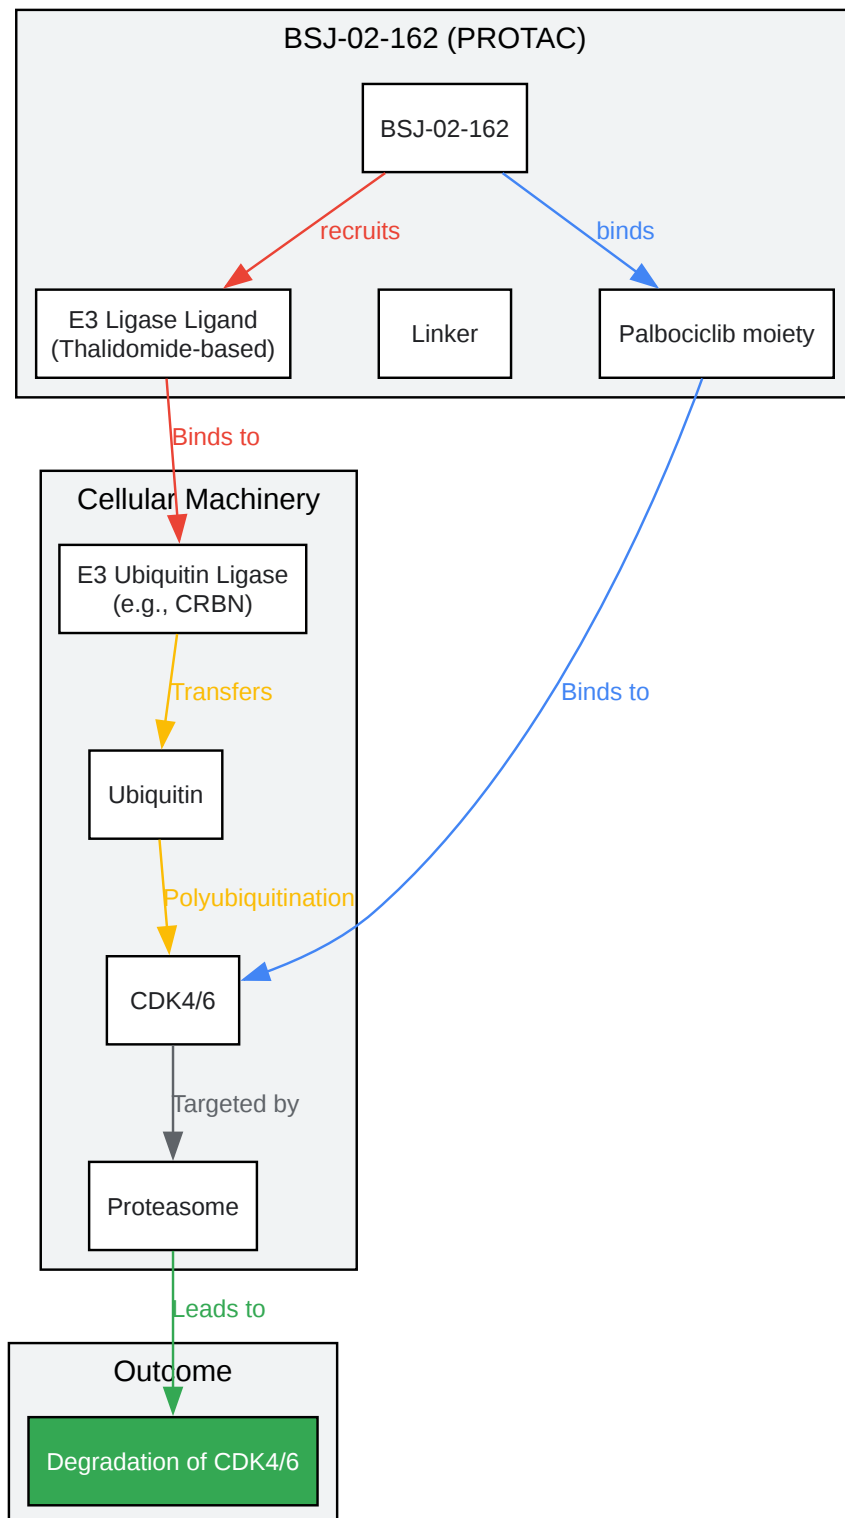 BSJ-02-162 (PROTAC)
BSJ-02-162
recruits
binds
E3 Ligase Ligand
(Thalidomide-based)
Linker
Palbociclib moiety
Binds to
Cellular Machinery
E3 Ubiquitin Ligase
(e.g., CRBN)
Transfers
Binds to
Ubiquitin
Polyubiquitination
CDK4/6
Targeted by
Proteasome
Leads to
Outcome
Degradation of CDK4/6